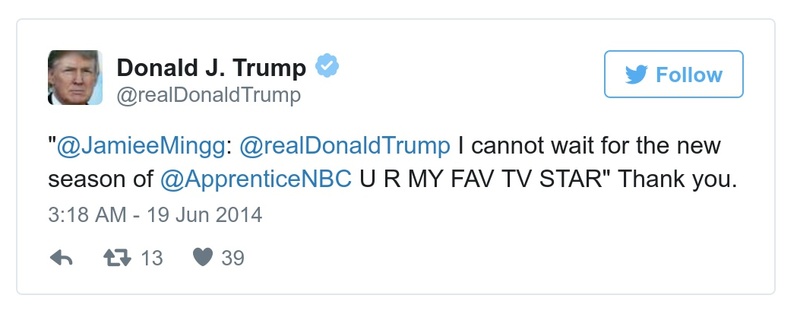 Donald J. Trump
@realDonaldTrump
Follow
"@JamieeMingg: @realDonaldTrump I cannot wait for the new
season of @ApprenticeNBC U R MY FAV TV STAR" Thank you.
3:18 AM - 19 Jun 2014
13 39